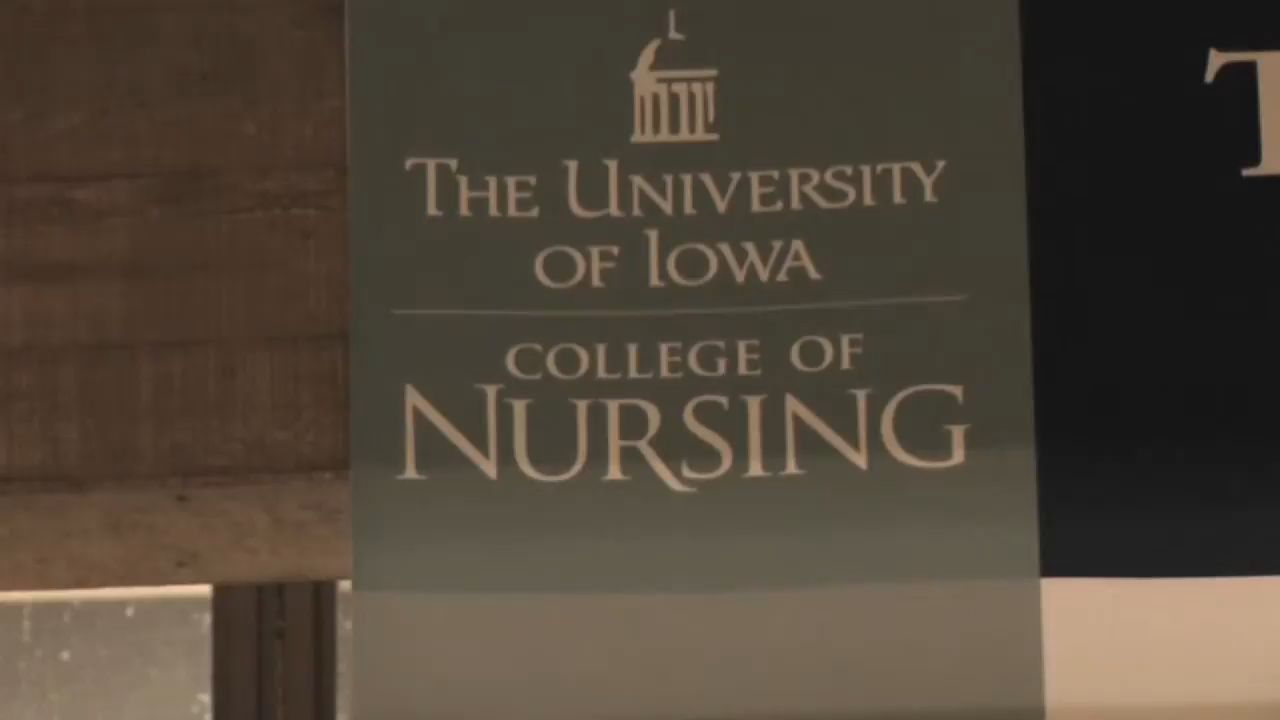 THE UNIVERSITY
OF IOWA
COLLEGE OF
NURSING
T